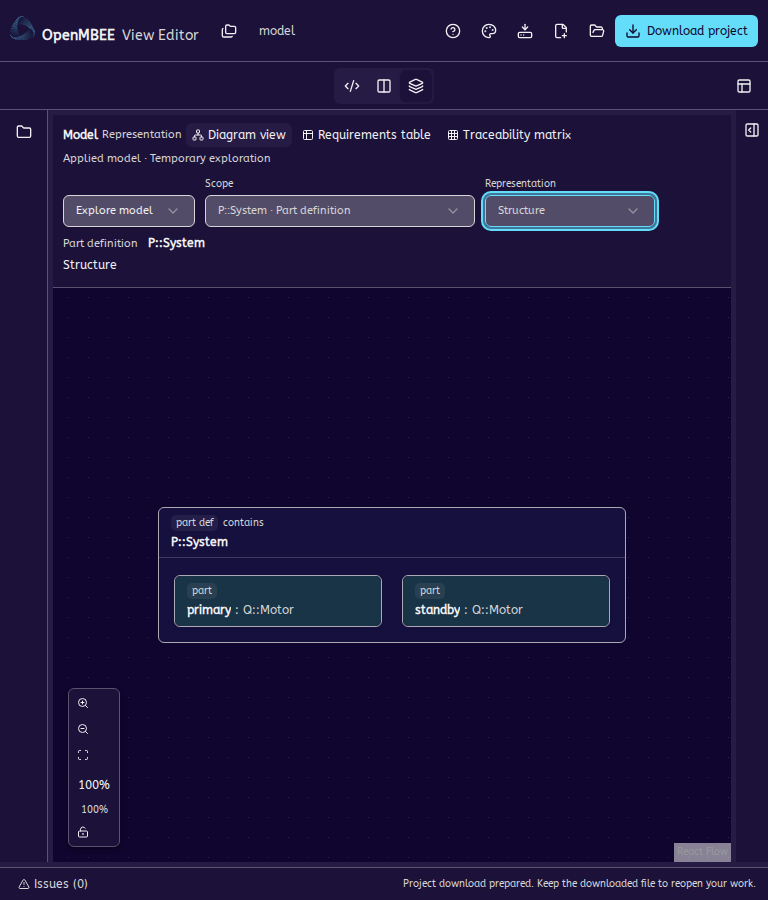 OpenMBEE View Editor model Download project
Model Representation Diagram view Requirements table Traceability matrix
Applied model · Temporary exploration
Scope Representation
Explore model P::System · Part definition Structure
Part definition P::System
Structure
part def contains
P::System
part part
primary : Q::Motor standby : Q::Motor
100%
100%
React Flow
Issues (0) Project download prepared. Keep the downloaded file to reopen your work.